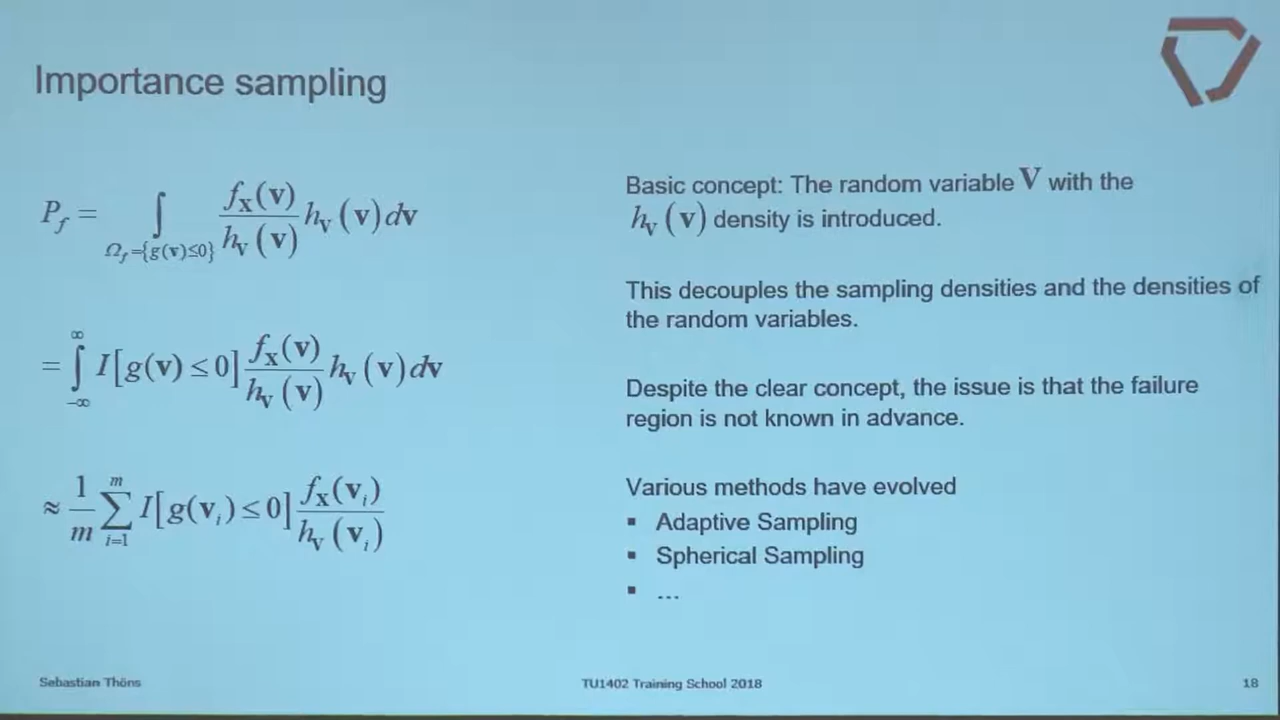 Importance sampling
P_f = ∫_{Ω_f={g(v)≤0}} f_X(v)/h_V(v) h_V(v)dv
= ∫_{-∞}^{∞} I[g(v)≤0] f_X(v)/h_V(v) h_V(v)dv
≈ 1/m ∑_{i=1}^{m} I[g(v_i)≤0] f_X(v_i)/h_V(v_i)
Basic concept: The random variable V with the
h_V(v) density is introduced.
This decouples the sampling densities and the densities of
the random variables.
Despite the clear concept, the issue is that the failure
region is not known in advance.
Various methods have evolved
▪ Adaptive Sampling
▪ Spherical Sampling
▪ ...
Sebastian Thöns
TU1402 Training School 2018
18